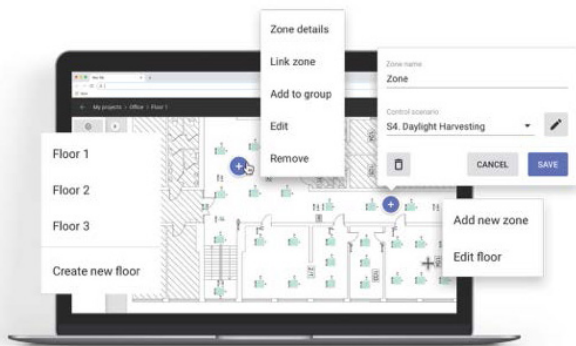 Zone details
Link zone
Add to group
Edit
Remove
Zone name
Zone
Control scenario
S4. Daylight Harvesting
CANCEL
SAVE
My projects > Office > Floor 1
Floor 1
Floor 2
Floor 3
Create new floor
Add new zone
Edit floor